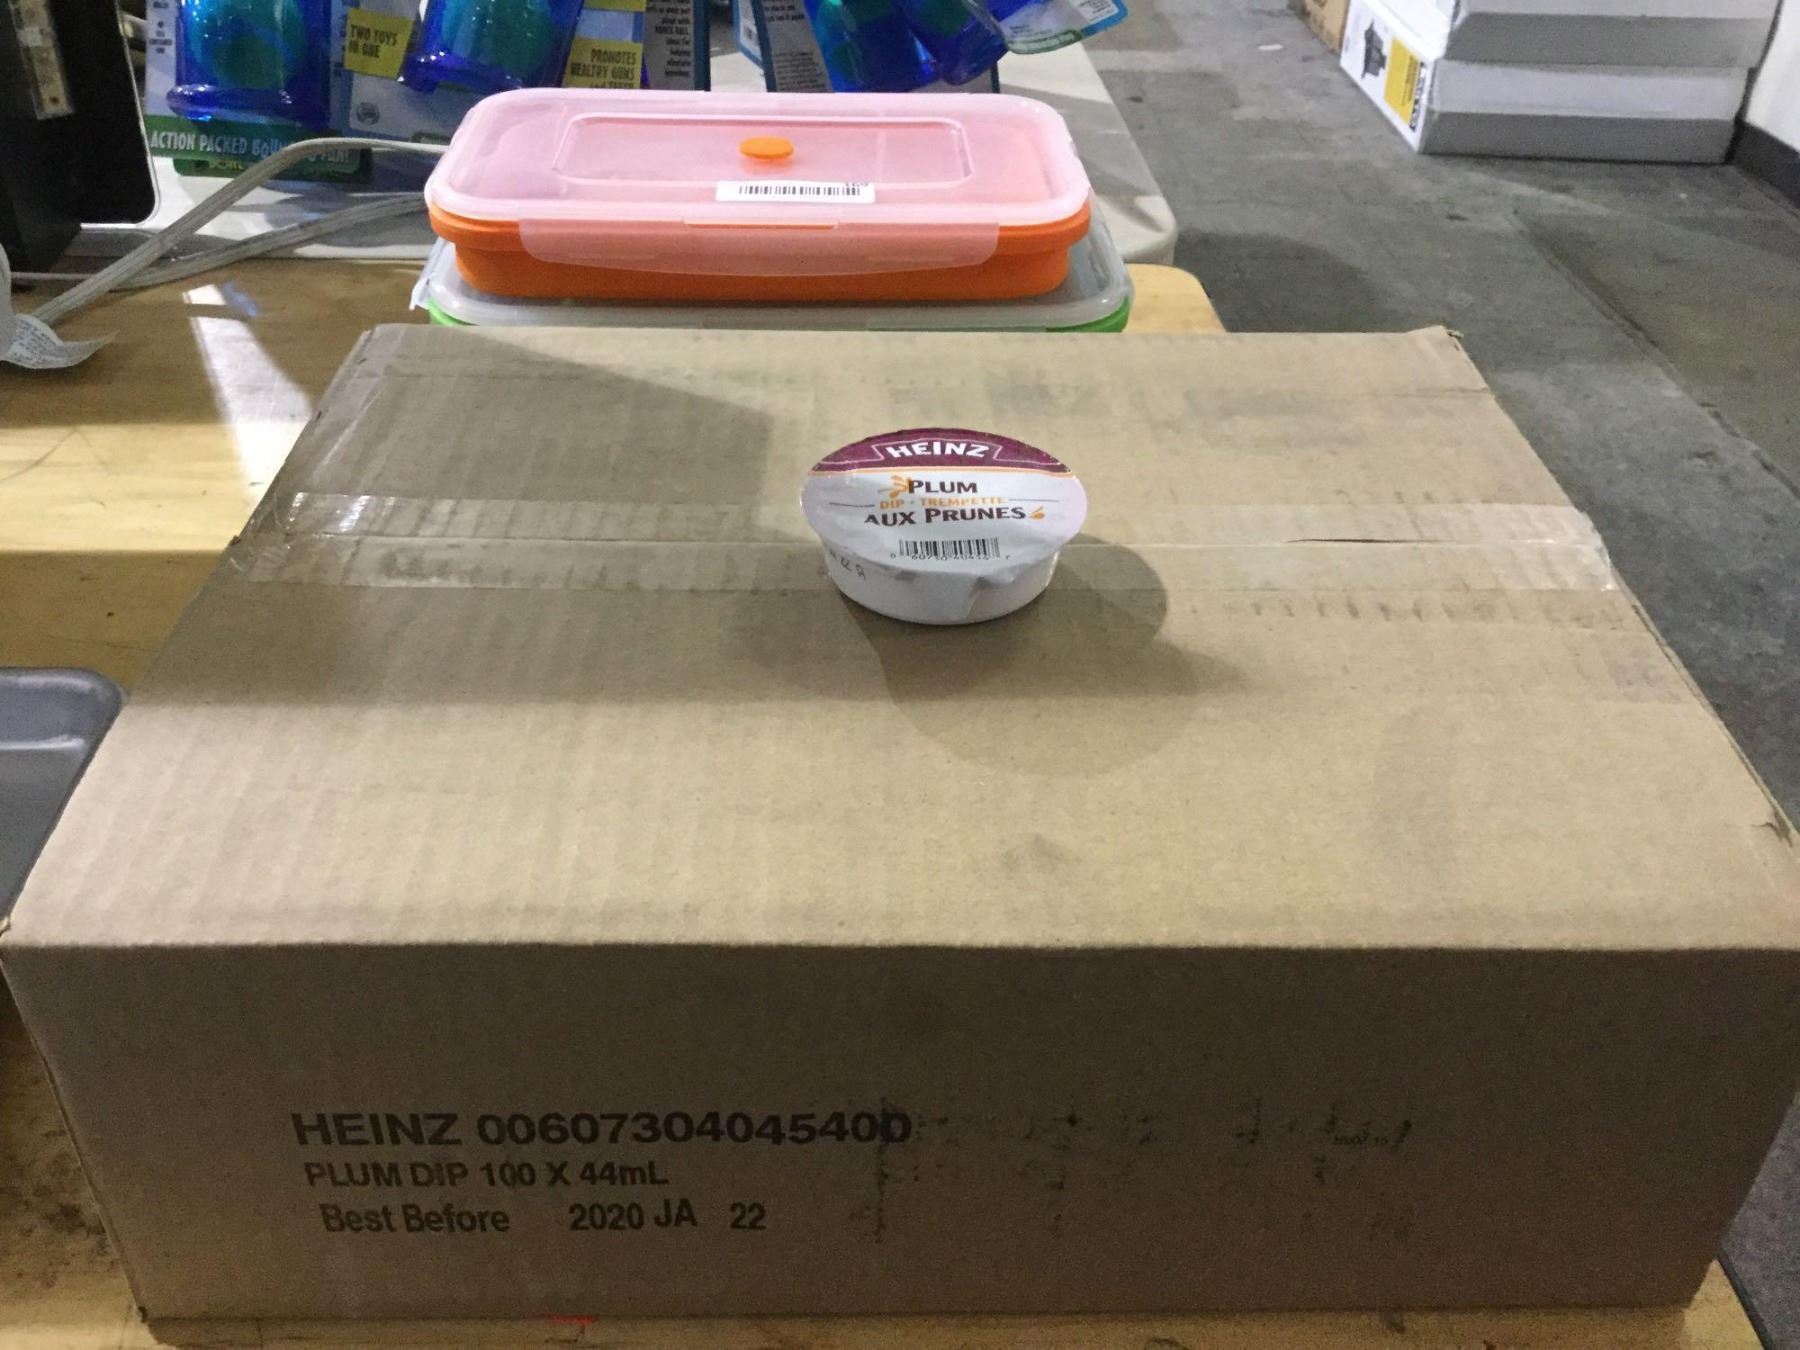 TWO TOYS
IN ONE
PROMOTES
HEALTHY GUMS
ACTION PACKED
169
HEINZ
PLUM
DIP · TREMPETTE
AUX PRUNES
HEINZ 00607304045400
PLUM DIP 100 X 44mL
Best Before 2020 JA 22